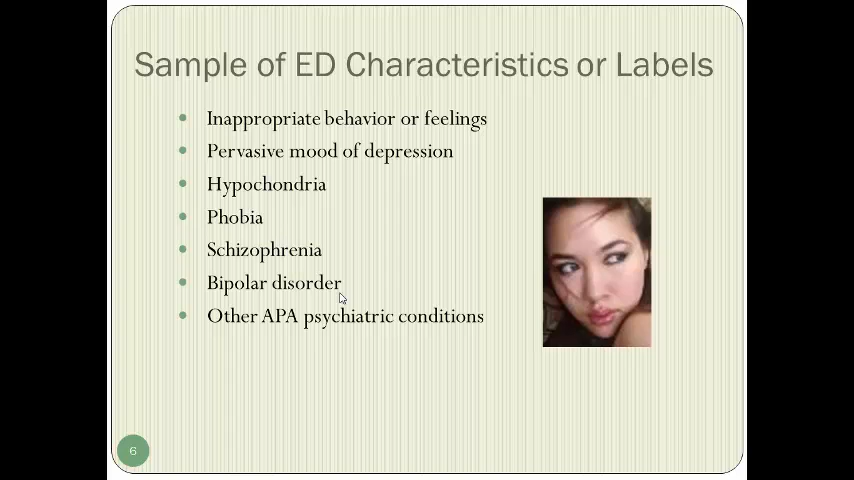 Sample of ED Characteristics or Labels
Inappropriate behavior or feelings
Pervasive mood of depression
Hypochondria
Phobia
Schizophrenia
Bipolar disorder
Other APA psychiatric conditions
6